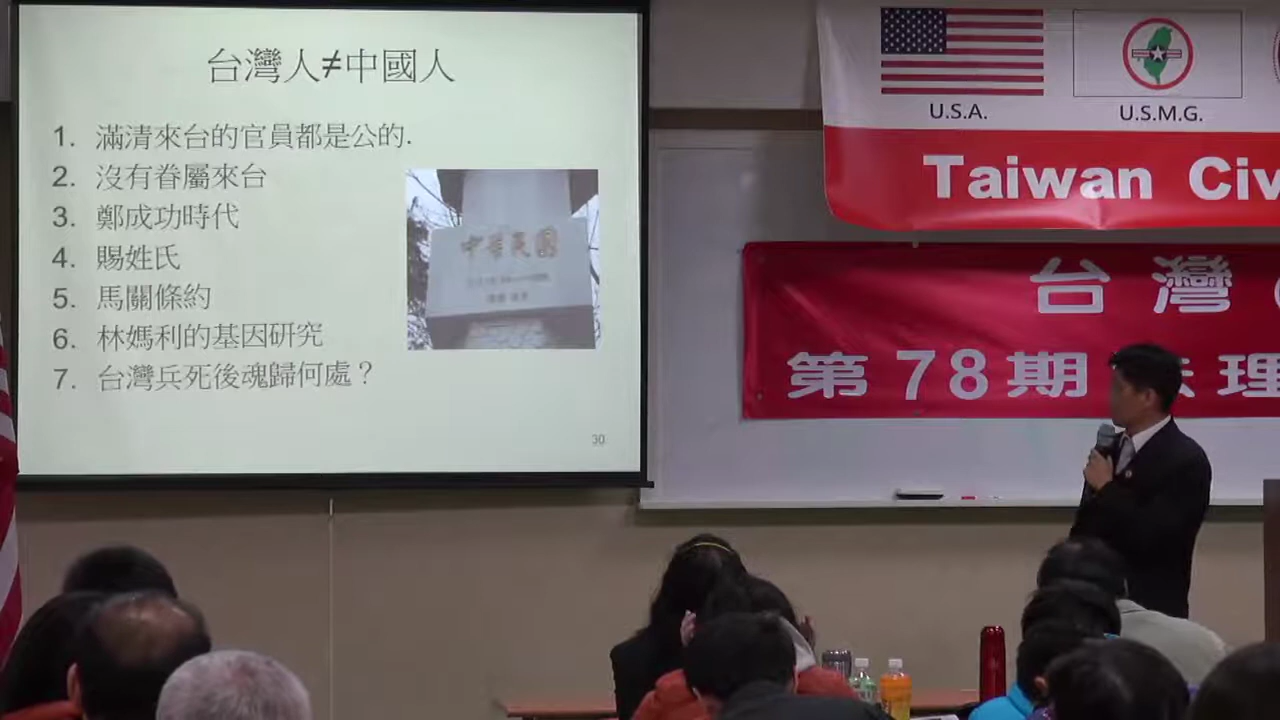 台灣人≠中國人
1. 滿清來台的官員都是公的.
2. 沒有眷屬來台
3. 鄭成功時代
4. 賜姓氏
5. 馬關條約
6. 林媽利的基因研究
7. 台灣兵死後魂歸何處？
中華民國
30
U.S.A.
U.S.M.G.
Taiwan Civ
台灣
第78期法理